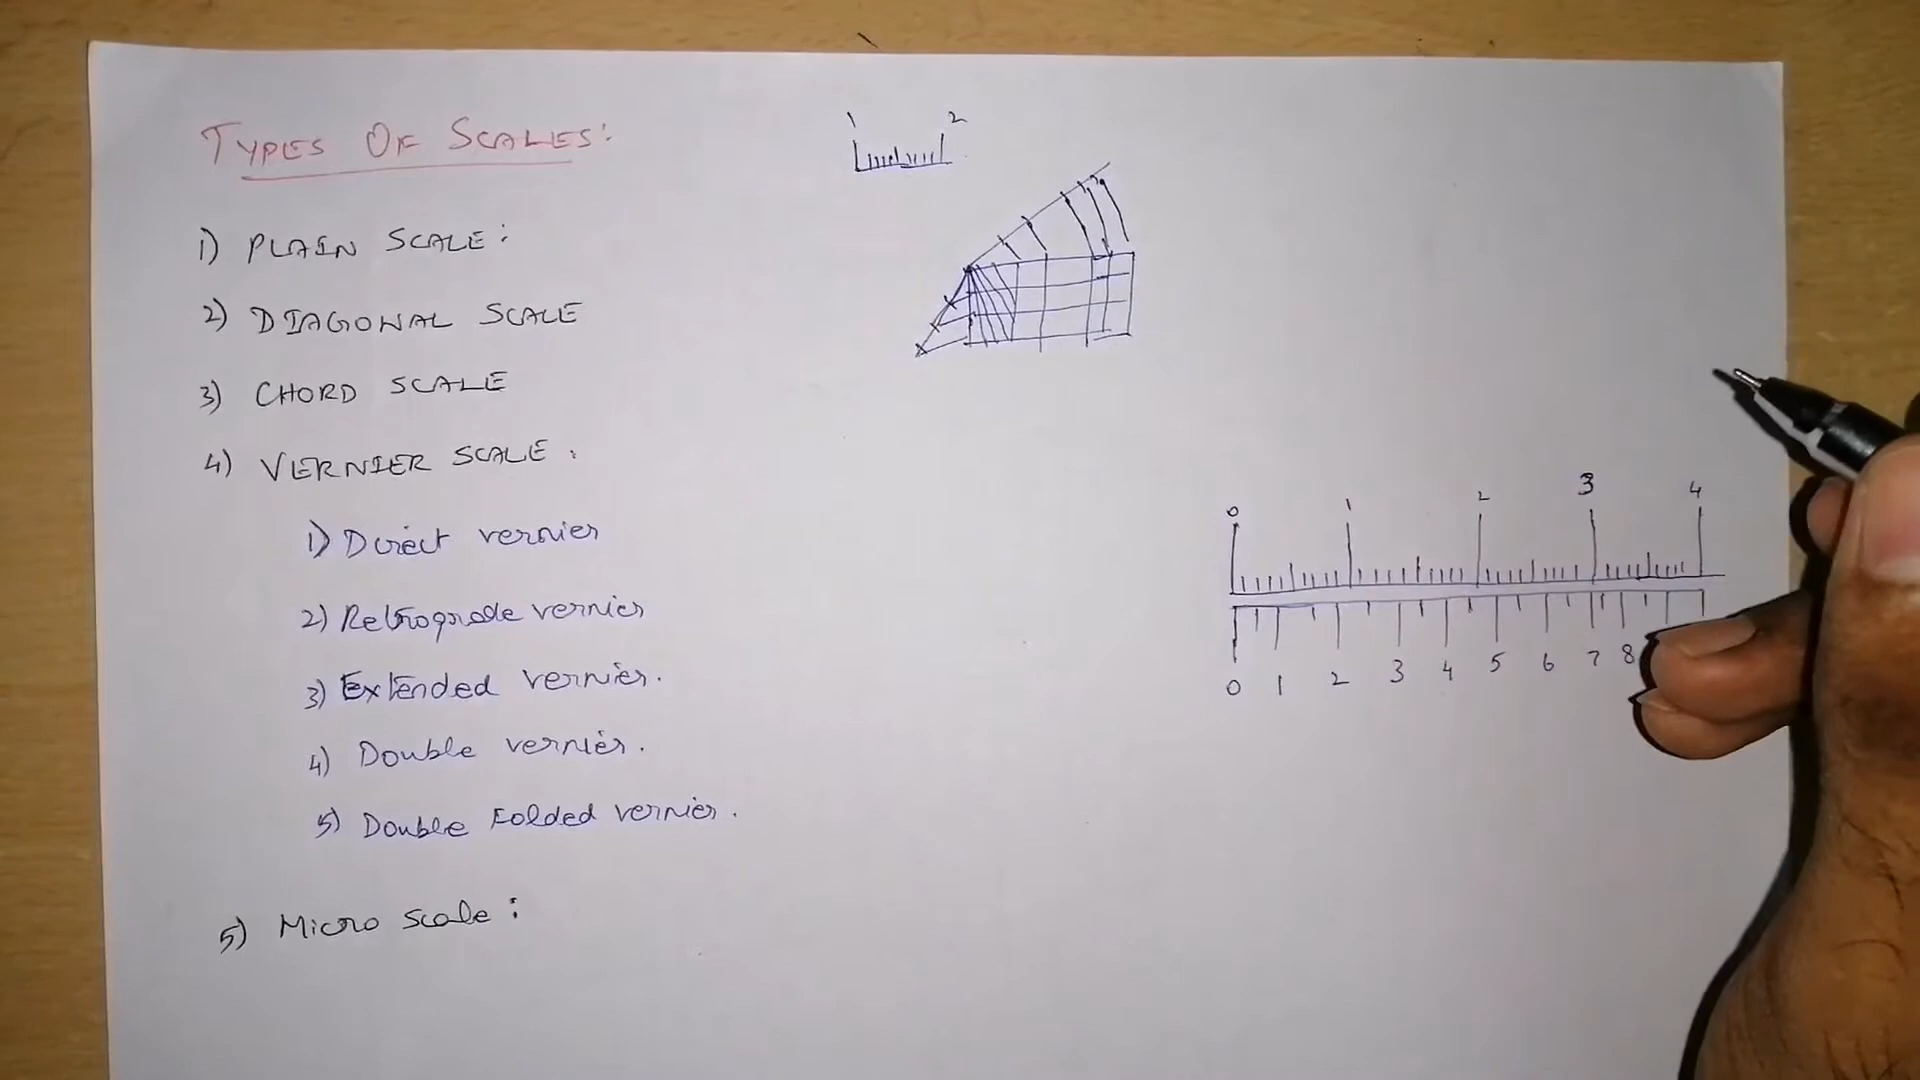 TYPES OF SCALES:
1) PLAIN SCALE:
2) DIAGONAL SCALE
3) CHORD SCALE
4) VERNIER SCALE:
1) Direct vernier
2) Retrograde vernier
3) Extended vernier.
4) Double vernier.
5) Double Folded vernier.
5) Micro scale:
1 2
0 1 2 3 4
0 1 2 3 4 5 6 7 8